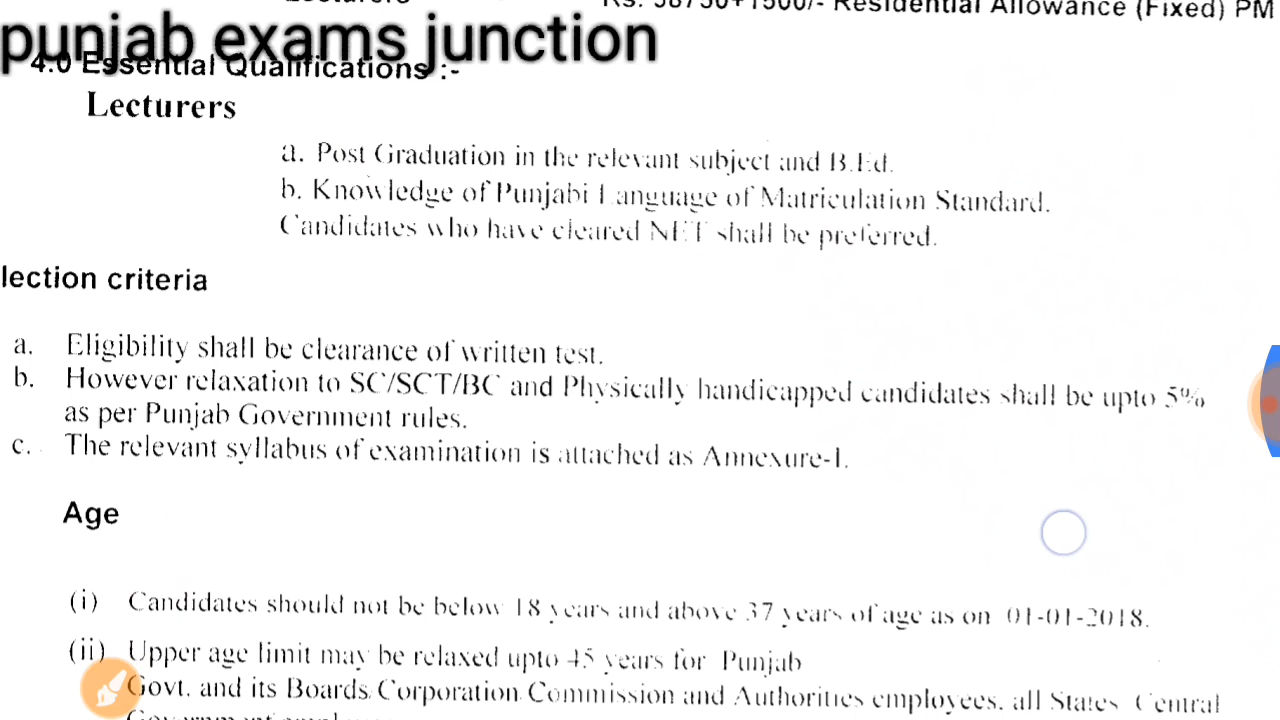 Rs. 38750+1500/- Residential Allowance (Fixed) PM
punjab exams junction
4.0 Essential Qualifications :-
Lecturers
a. Post Graduation in the relevant subject and B.Ed.
b. Knowledge of Punjabi Language of Matriculation Standard.
Candidates who have cleared NET shall be preferred.
lection criteria
a. Eligibility shall be clearance of written test.
b. However relaxation to SC/SCT/BC and Physically handicapped candidates shall be upto 5%
as per Punjab Government rules.
c. The relevant syllabus of examination is attached as Annexure-I.
Age
(i) Candidates should not be below 18 years and above 37 years of age as on 01-01-2018.
(ii) Upper age limit may be relaxed upto 45 years for Punjab
Govt. and its Boards Corporation Commission and Authorities employees, all States Central